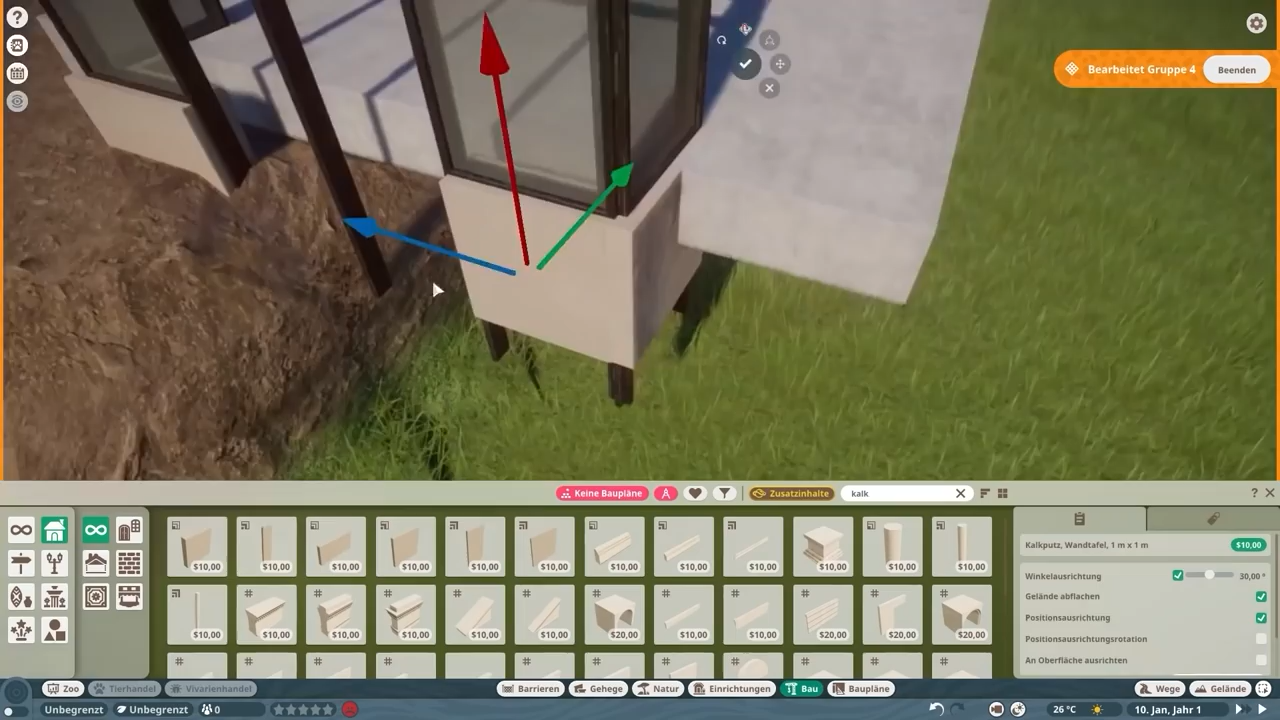 Bearbeitet Gruppe 4
Beenden
Keine Baupläne
Zusatzinhalte
kalk
$10,00 $10,00 $10,00 $10,00 $10,00 $10,00 $10,00 $10,00 $10,00 $10,00 $10,00 $10,00
$10,00 $10,00 $10,00 $10,00 $10,00 $10,00 $20,00 $10,00 $10,00 $20,00 $10,00 $20,00
Kalkputz, Wandtafel, 1 m x 1 m
$10,00
Winkelausrichtung
30,00 °
Gelände abflachen
Positionsausrichtung
Positionsausrichtungsrotation
An Oberfläche ausrichten
Zoo
Tierhandel
Vivarienhandel
Barrieren
Gehege
Natur
Einrichtungen
Bau
Baupläne
Wege
Gelände
Unbegrenzt
Unbegrenzt
0
26 °C
10. Jan, Jahr 1